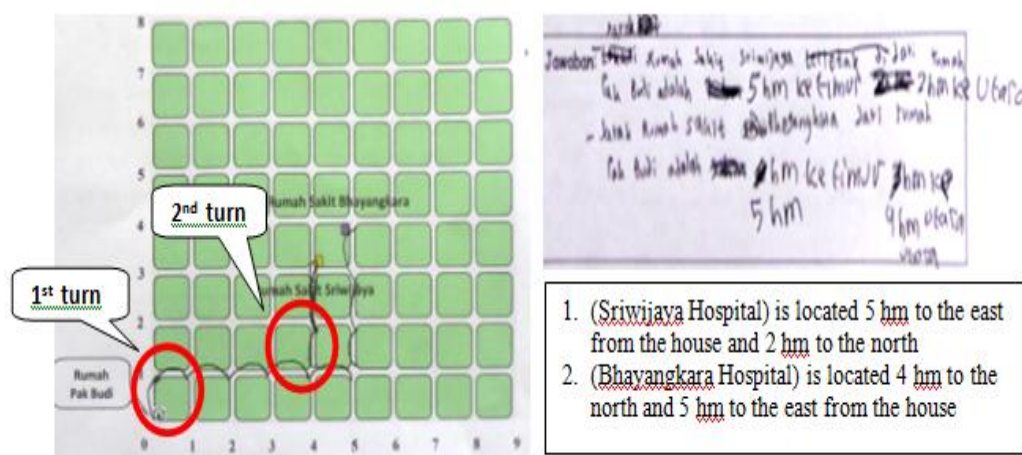 8
7
6
5
Rumah Sakit Bhayangkara
2nd turn
4
3
Rumah Sakit Sriwijaya
1st turn
2
Rumah
Pak Budi
0 1 2 3 4 5 6 7 8 9
Jawaban Rumah Sakit Sriwijaya dari rumah
Pak Budi adalah 5 hm ke timur 2 hm ke Utara
- Jarak rumah sakit Bhayangkara dari rumah
Pak Budi adalah hm ke timur hm ke
5 hm Utara
1. (Sriwijaya Hospital) is located 5 hm to the east
from the house and 2 hm to the north
2. (Bhayangkara Hospital) is located 4 hm to the
north and 5 hm to the east from the house